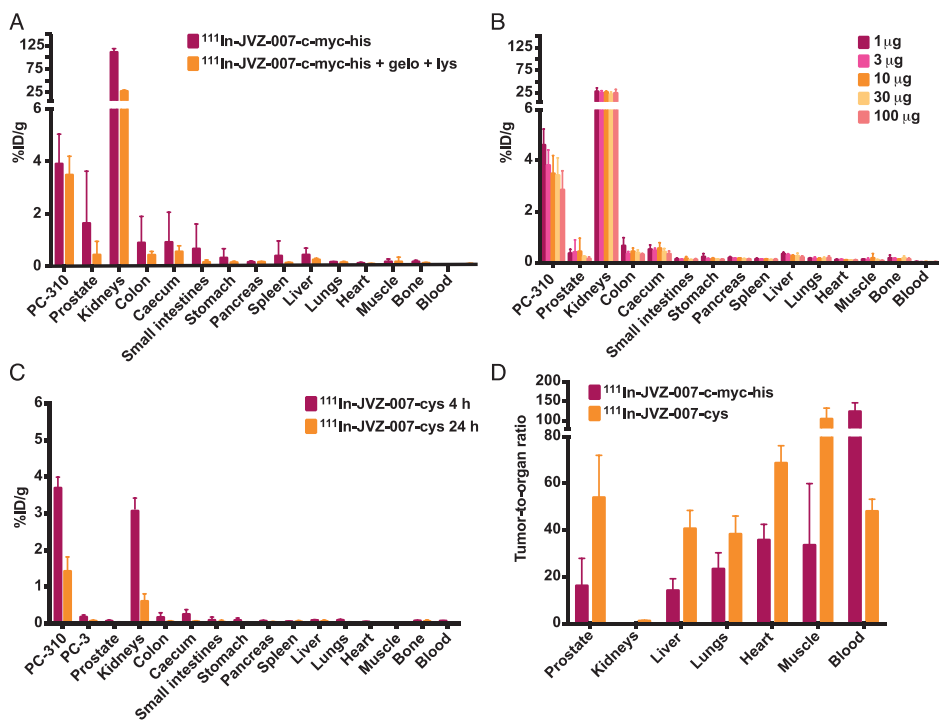 A
125
100
75
50
25
6
4
2
0
%ID/g
¹¹¹In-JVZ-007-c-myc-his
¹¹¹In-JVZ-007-c-myc-his + gelo + lys
PC-310
Prostate
Kidneys
Colon
Caecum
Small intestines
Stomach
Pancreas
Spleen
Liver
Lungs
Heart
Muscle
Bone
Blood
B
125
100
75
50
25
6
4
2
0
%ID/g
1 µg
3 µg
10 µg
30 µg
100 µg
PC-310
Prostate
Kidneys
Colon
Caecum
Small intestines
Stomach
Pancreas
Spleen
Liver
Lungs
Heart
Muscle
Bone
Blood
C
6
5
4
3
2
1
0
%ID/g
¹¹¹In-JVZ-007-cys 4 h
¹¹¹In-JVZ-007-cys 24 h
PC-310
PC-3
Prostate
Kidneys
Colon
Caecum
Small intestines
Stomach
Pancreas
Spleen
Liver
Lungs
Heart
Muscle
Bone
Blood
D
200
150
100
50
80
60
40
20
0
Tumor-to-organ ratio
¹¹¹In-JVZ-007-c-myc-his
¹¹¹In-JVZ-007-cys
Prostate
Kidneys
Liver
Lungs
Heart
Muscle
Blood